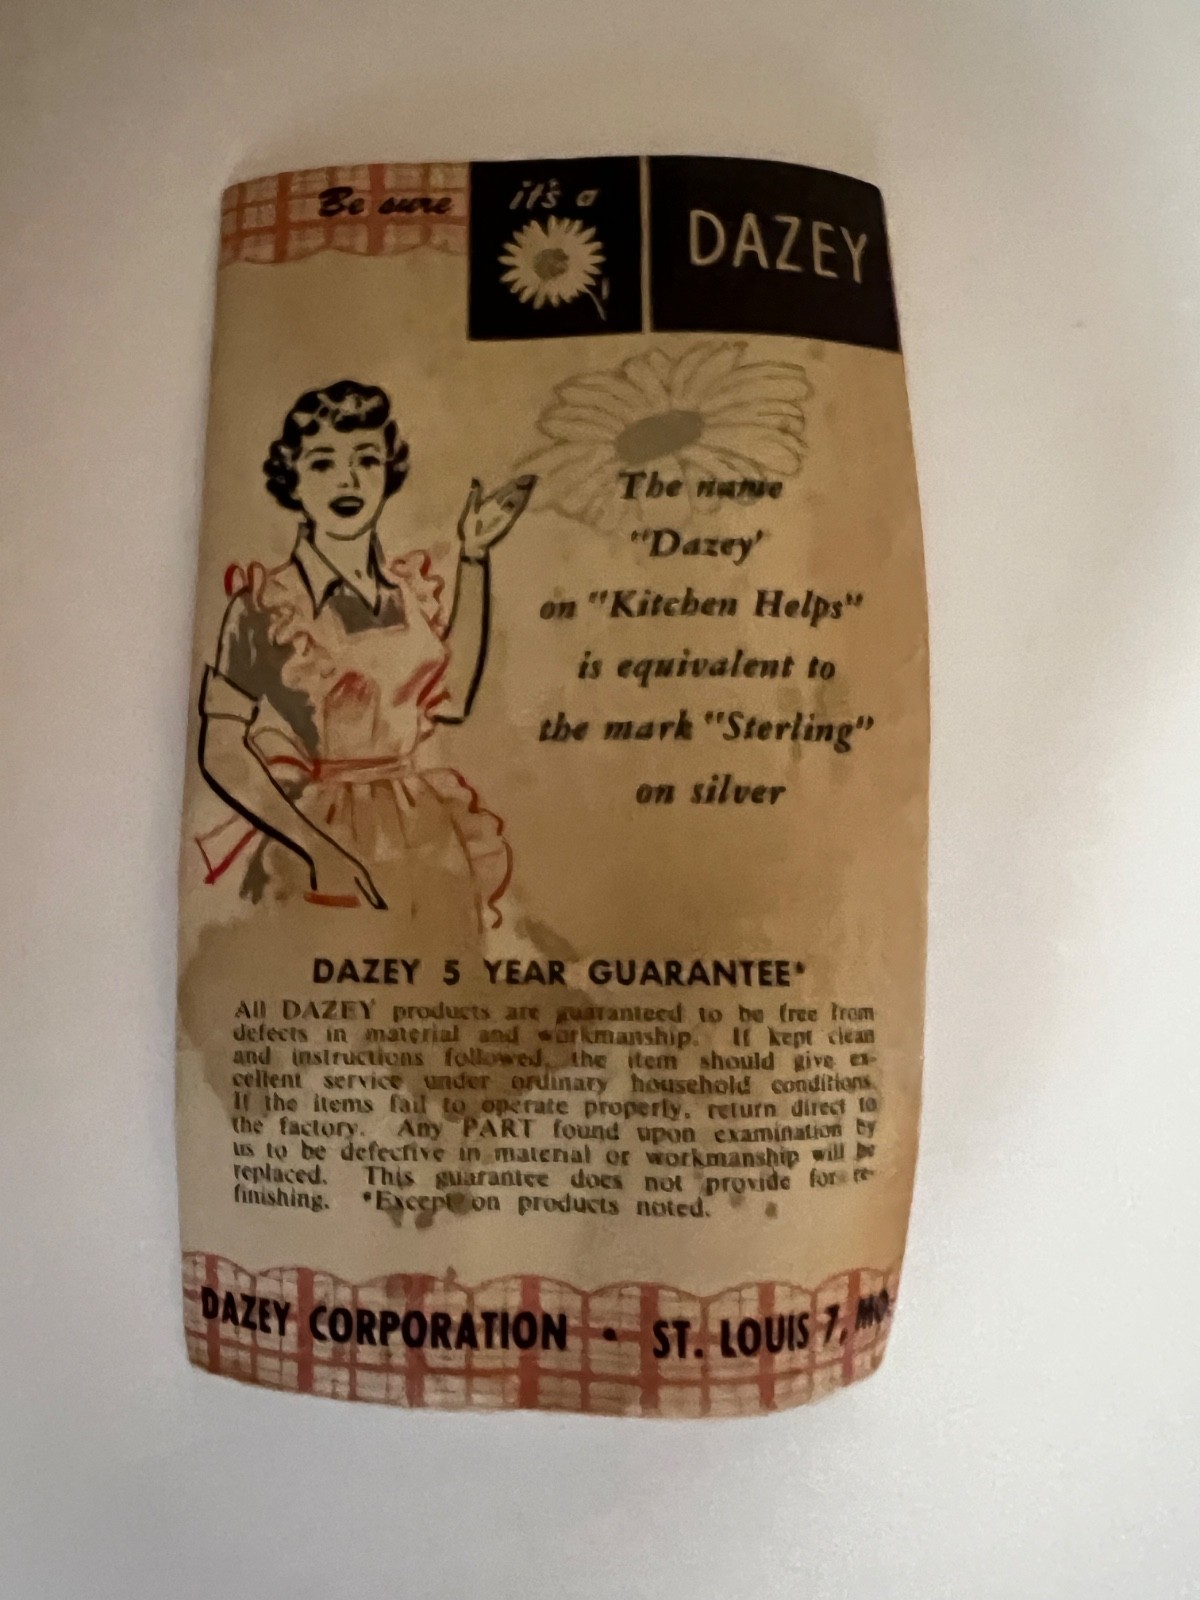 Be sure it's a DAZEY
The name
"Dazey'
on "Kitchen Helps"
is equivalent to
the mark "Sterling"
on silver
DAZEY 5 YEAR GUARANTEE*
All DAZEY products are guaranteed to be free from
defects in material and workmanship. If kept clean
and instructions followed, the item should give ex-
cellent service under ordinary household conditions.
If the items fail to operate properly, return direct to
the factory. Any PART found upon examination by
us to be defective in material or workmanship will be
replaced. This guarantee does not provide for re-
finishing. *Except on products noted.
DAZEY CORPORATION • ST. LOUIS 7, MO.